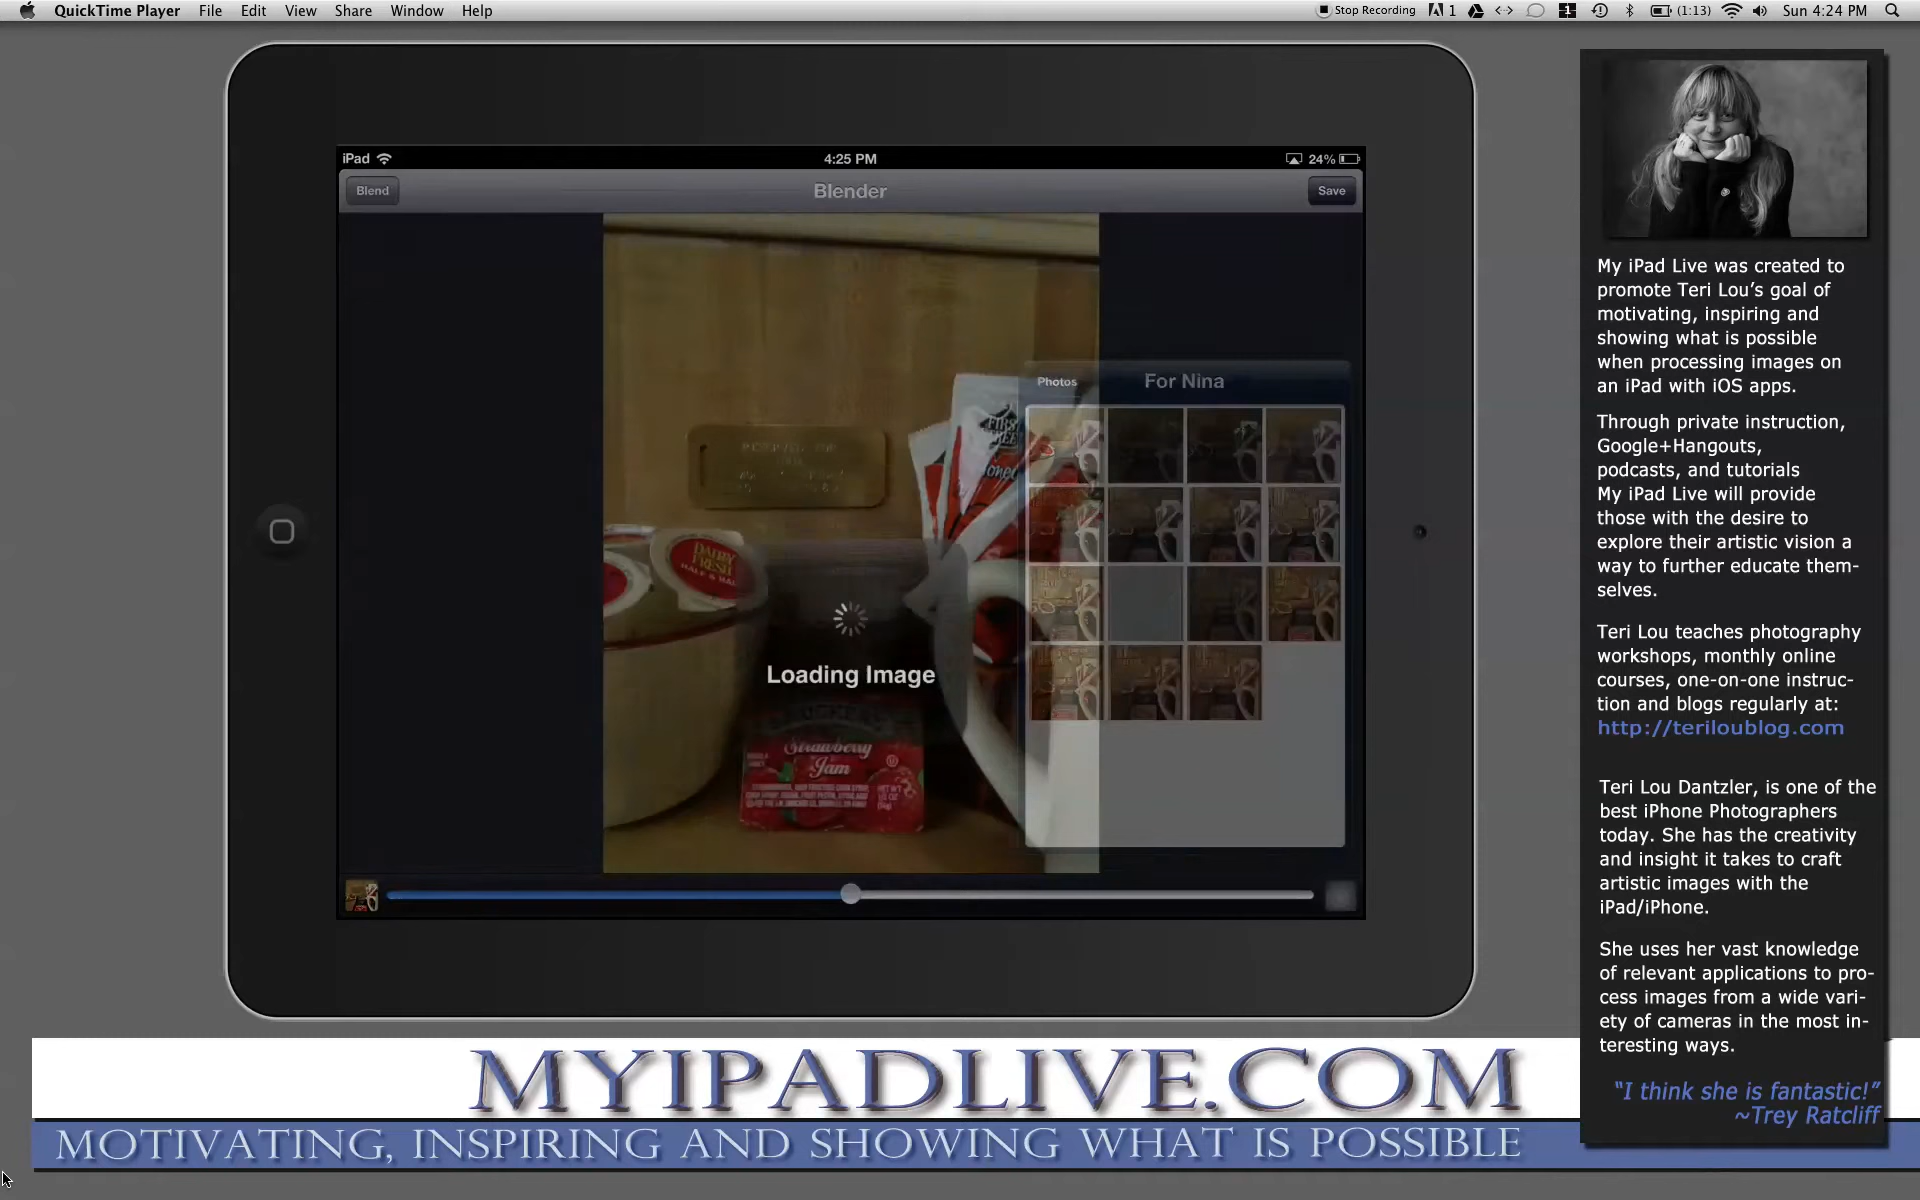 QuickTime Player File Edit View Share Window Help Stop Recording 1 (1:13) Sun 4:24 PM
iPad 4:25 PM 24%
Blend Blender Save
Photos For Nina
RESERVED FOR
DAIRY
FRESH
HALF & HAL
Loading Image
Strawberry
Jam
My iPad Live was created to
promote Teri Lou’s goal of
motivating, inspiring and
showing what is possible
when processing images on
an iPad with iOS apps.
Through private instruction,
Google+Hangouts,
podcasts, and tutorials
My iPad Live will provide
those with the desire to
explore their artistic vision a
way to further educate them-
selves.
Teri Lou teaches photography
workshops, monthly online
courses, one-on-one instruc-
tion and blogs regularly at:
http://teriloublog.com
Teri Lou Dantzler, is one of the
best iPhone Photographers
today. She has the creativity
and insight it takes to craft
artistic images with the
iPad/iPhone.
She uses her vast knowledge
of relevant applications to pro-
cess images from a wide vari-
ety of cameras in the most in-
teresting ways.
“I think she is fantastic!”
~Trey Ratcliff
MYIPADLIVE.COM
MOTIVATING, INSPIRING AND SHOWING WHAT IS POSSIBLE